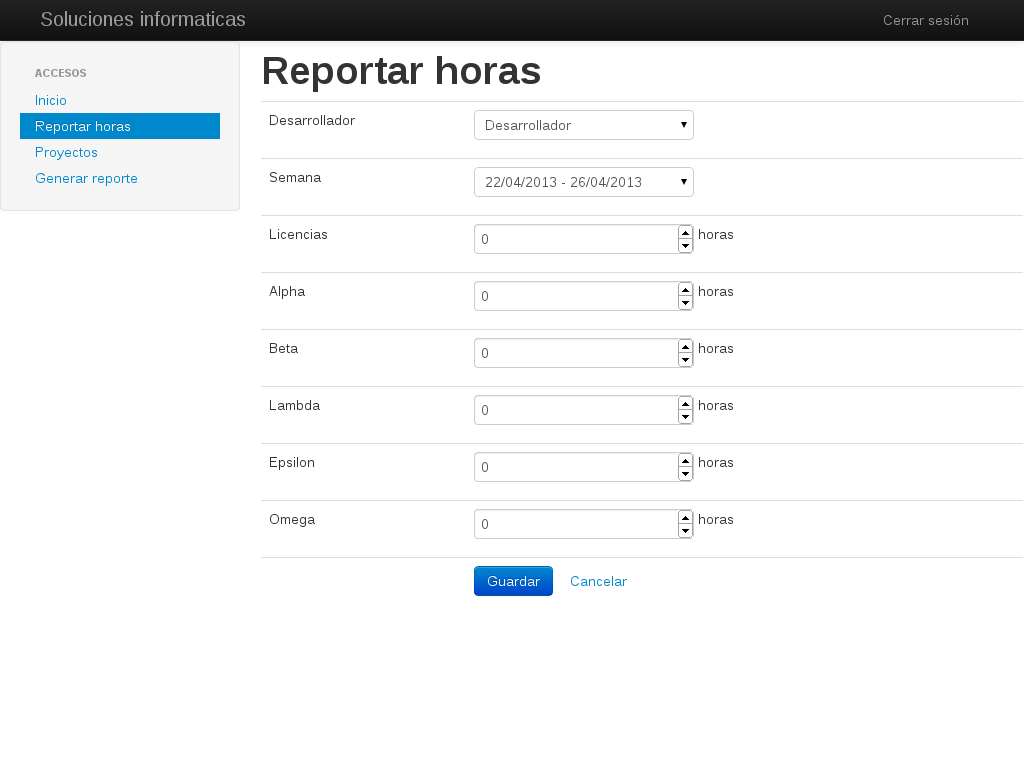 Soluciones informaticas
Cerrar sesión
ACCESOS
Inicio
Reportar horas
Proyectos
Generar reporte
Reportar horas
Desarrollador Desarrollador
Semana 22/04/2013 - 26/04/2013
Licencias 0 horas
Alpha 0 horas
Beta 0 horas
Lambda 0 horas
Epsilon 0 horas
Omega 0 horas
Guardar Cancelar